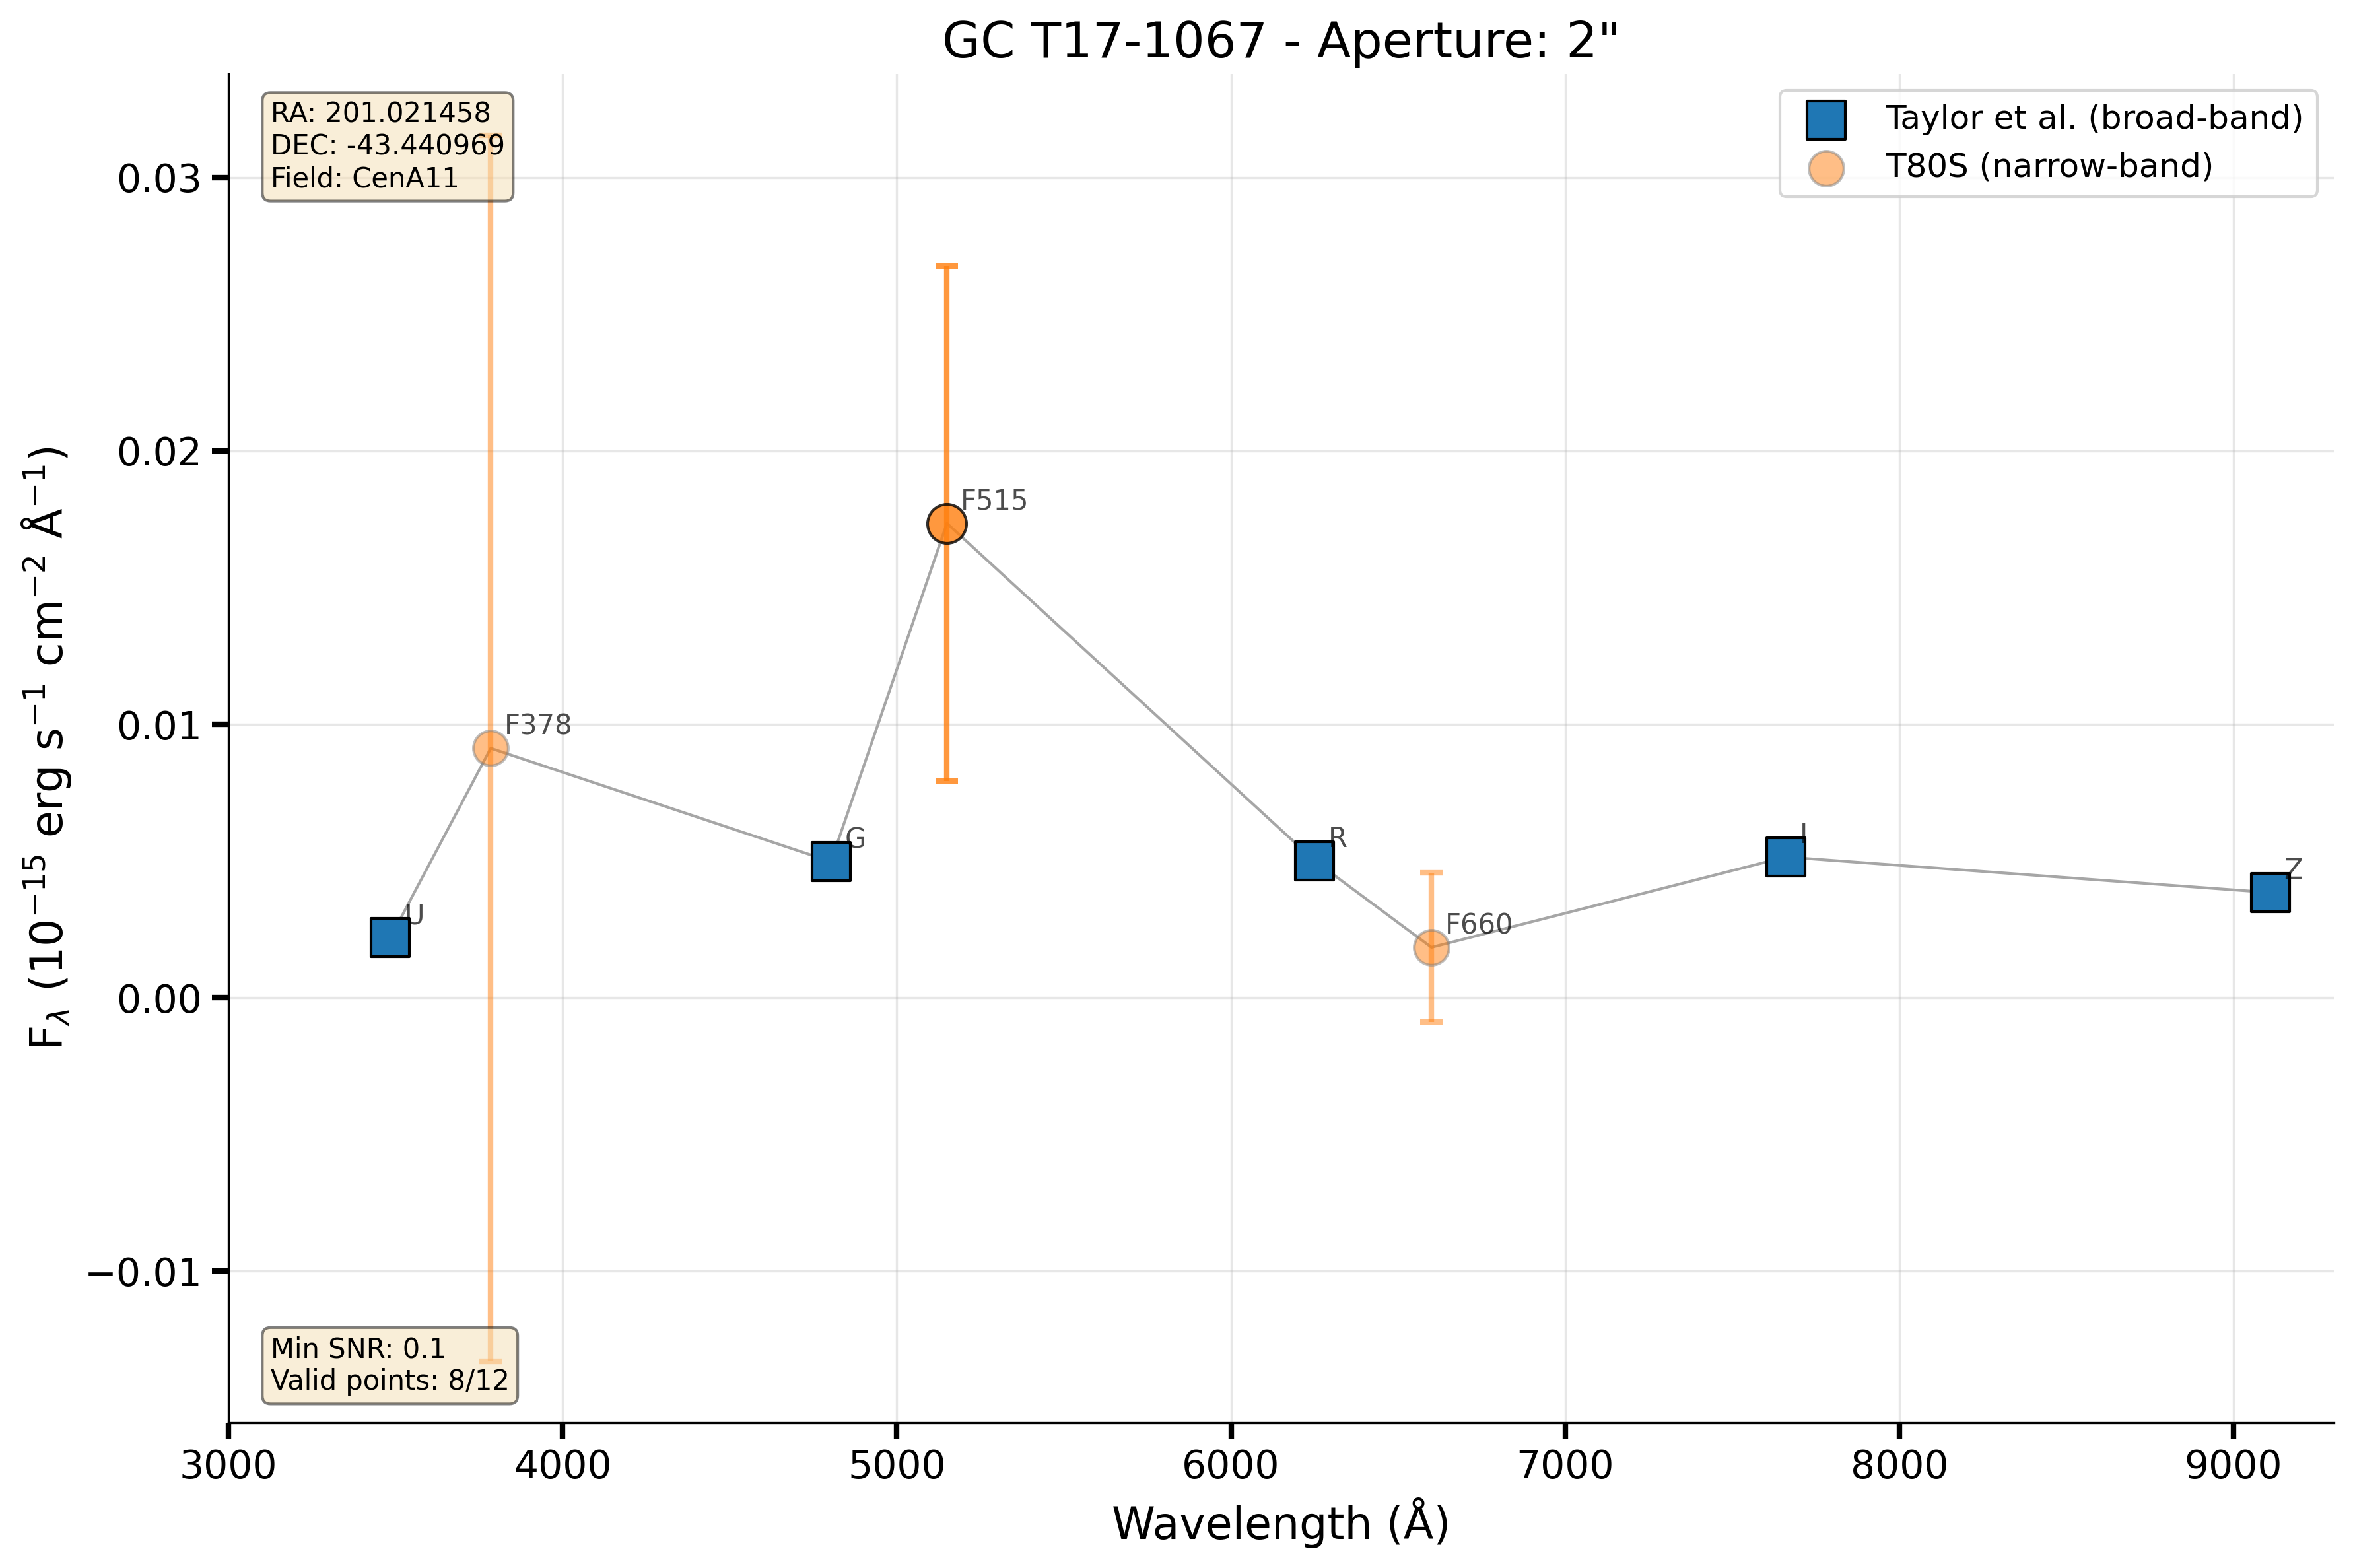 GC T17-1067 - Aperture: 2"
RA: 201.021458
DEC: -43.440969
Field: CenA11
Taylor et al. (broad-band)
T80S (narrow-band)
0.03
0.02
0.01
0.00
−0.01
F_λ (10⁻¹⁵ erg s⁻¹ cm⁻² Å⁻¹)
U
F378
G
F515
R
F660
I
Z
Min SNR: 0.1
Valid points: 8/12
3000 4000 5000 6000 7000 8000 9000
Wavelength (Å)